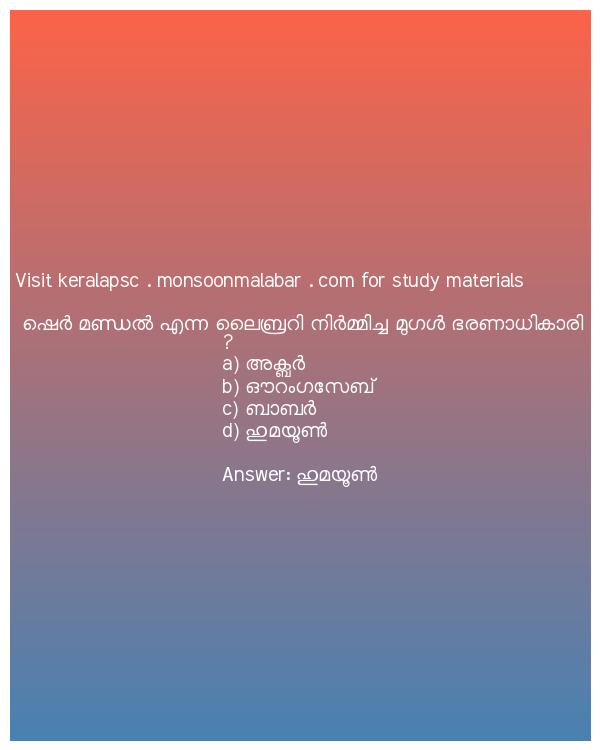 Visit keralapsc . monsoonmalabar . com for study materials
ഷെർ മണ്ഡൽ എന്ന ലൈബ്രറി നിർമ്മിച്ച മുഗൾ ഭരണാധികാരി
?
a) അക്ബർ
b) ഔറംഗസേബ്
c) ബാബർ
d) ഹുമയൂൺ
Answer: ഹുമയൂൺ